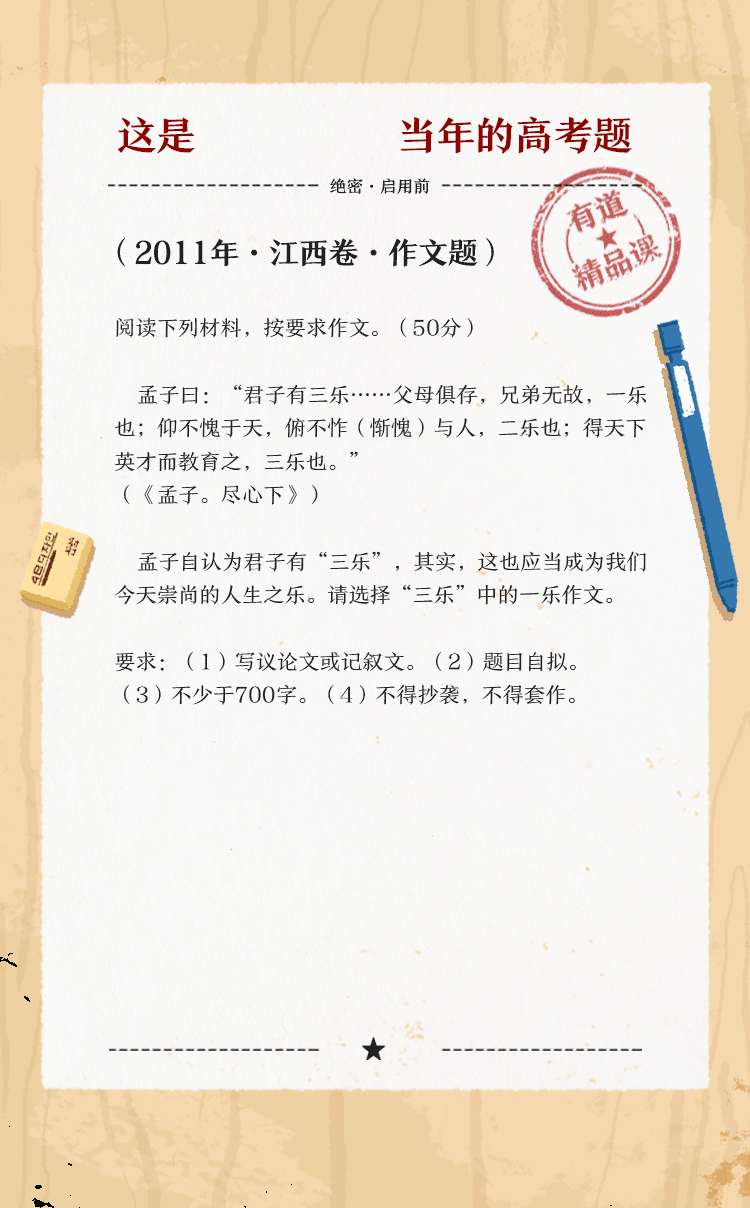 这是 当年的高考题
绝密·启用前
有道
精品课
（2011年·江西卷·作文题）
阅读下列材料，按要求作文。（50分）
孟子曰：“君子有三乐……父母俱存，兄弟无故，一乐
也；仰不愧于天，俯不怍（惭愧）与人，二乐也；得天下
英才而教育之，三乐也。”
（《孟子。尽心下》）
孟子自认为君子有“三乐”，其实，这也应当成为我们
今天崇尚的人生之乐。请选择“三乐”中的一乐作文。
要求：（1）写议论文或记叙文。（2）题目自拟。
（3）不少于700字。（4）不得抄袭，不得套作。